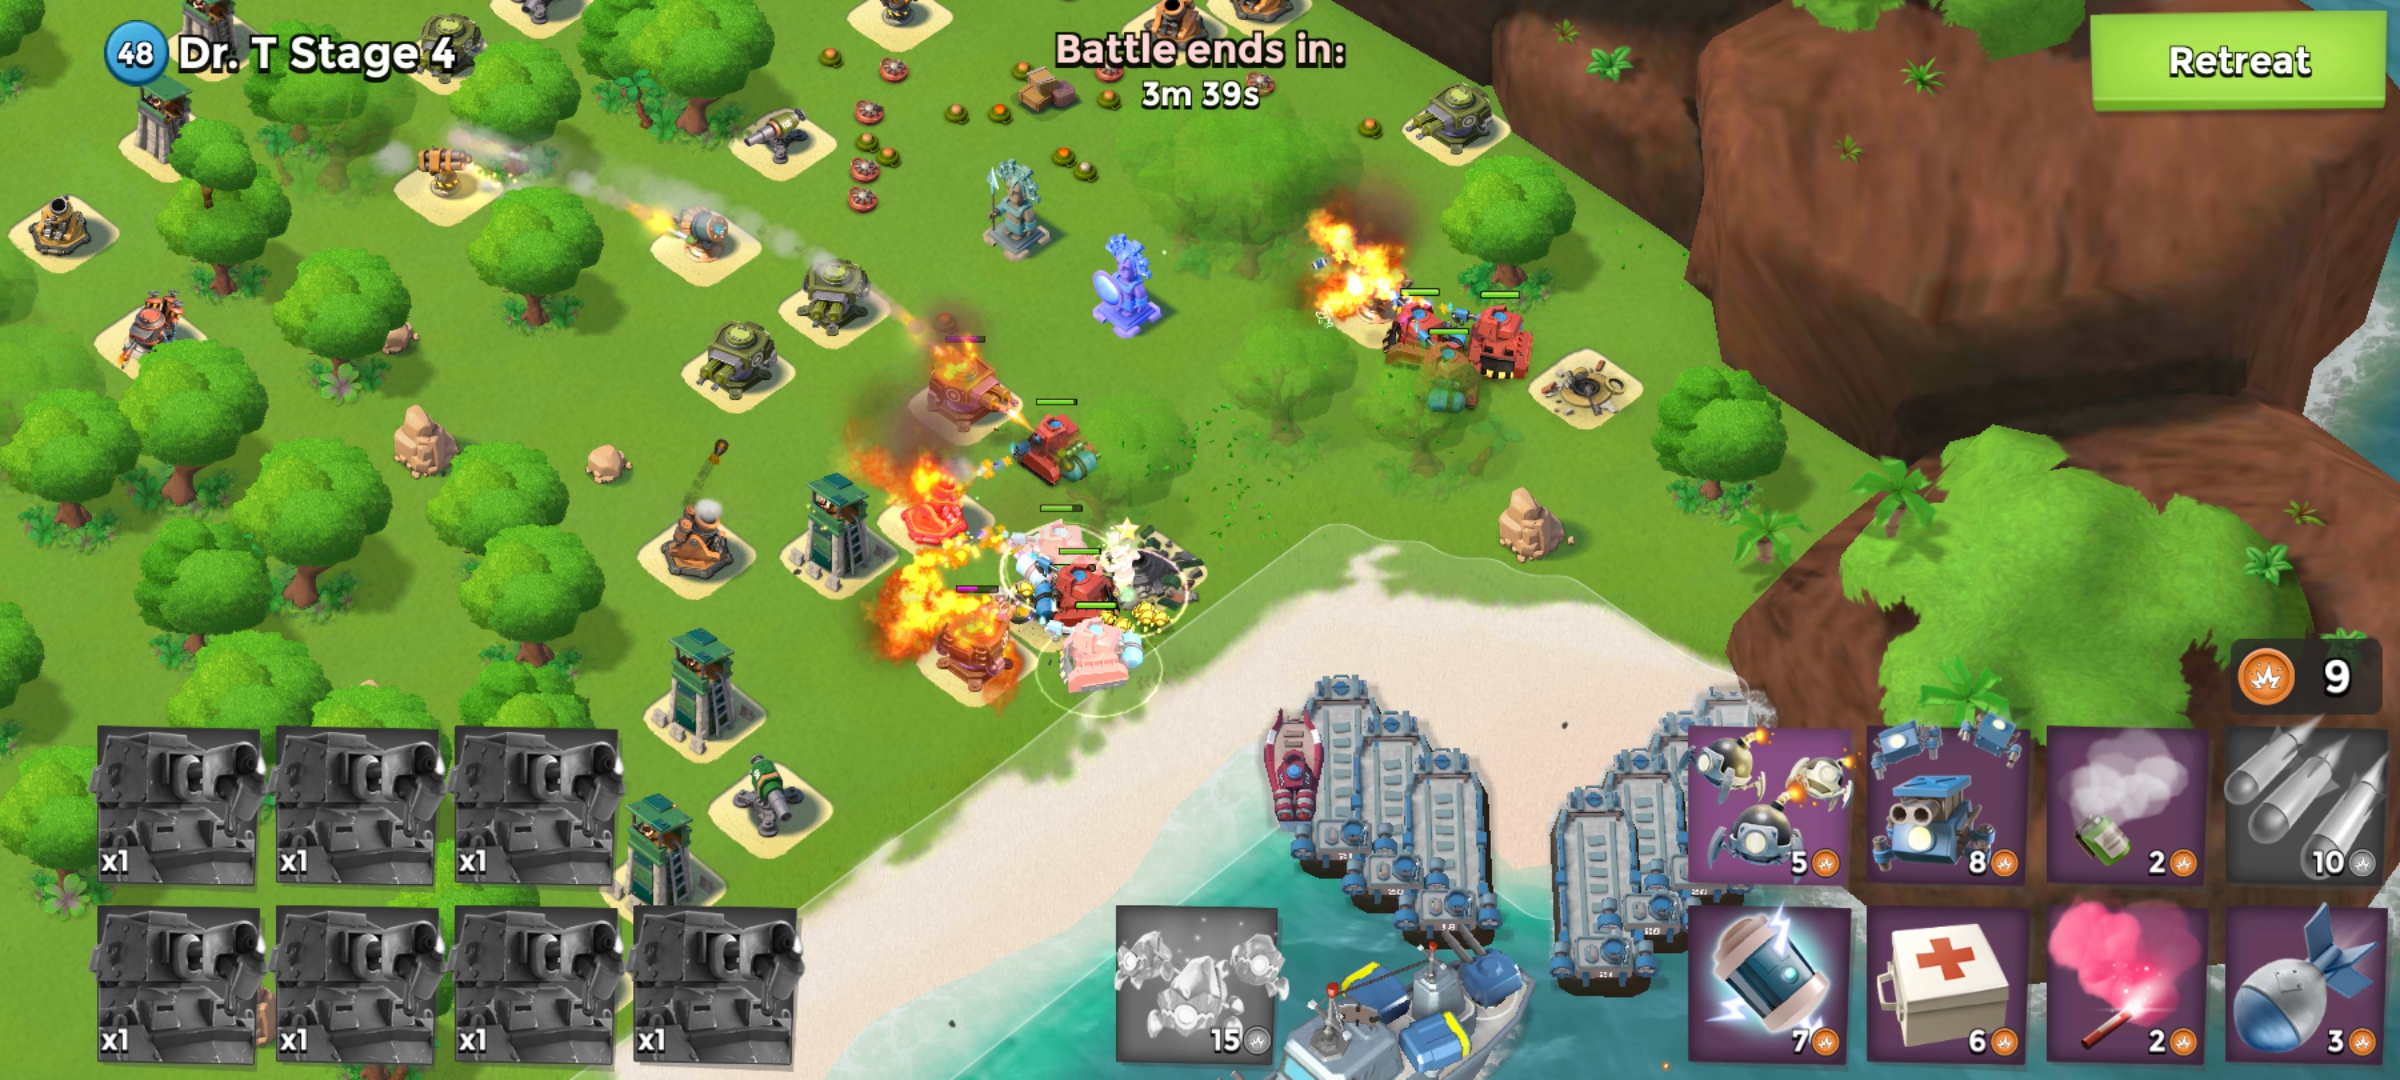 48 Dr. T Stage 4
Battle ends in:
3m 39s
Retreat
9
x1 x1 x1
5 8 2 10
x1 x1 x1 x1
15 7 6 2 3